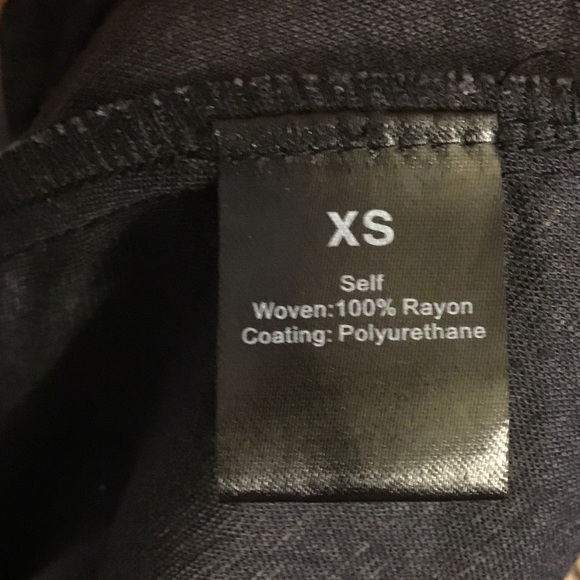 XS
Self
Woven:100% Rayon
Coating: Polyurethane